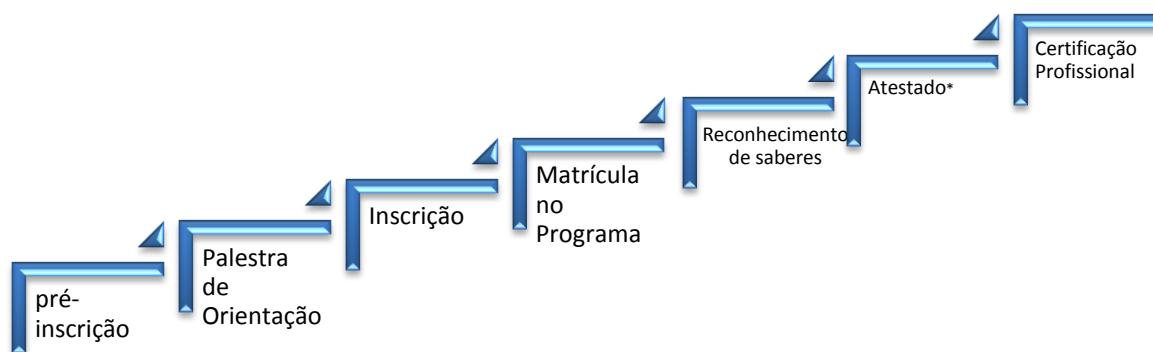 pré-
inscrição
Palestra
de
Orientação
Inscrição
Matrícula
no
Programa
Reconhecimento
de saberes
Atestado*
Certificação
Profissional